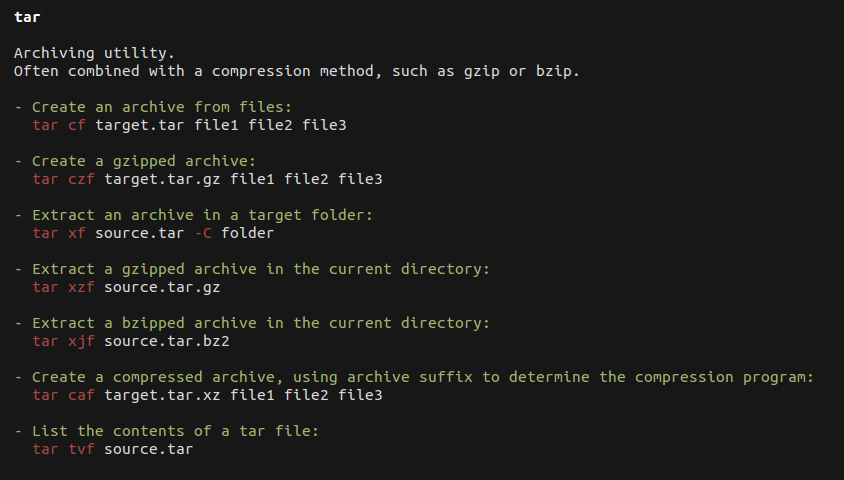 tar
Archiving utility.
Often combined with a compression method, such as gzip or bzip.
- Create an archive from files:
tar cf target.tar file1 file2 file3
- Create a gzipped archive:
tar czf target.tar.gz file1 file2 file3
- Extract an archive in a target folder:
tar xf source.tar -C folder
- Extract a gzipped archive in the current directory:
tar xzf source.tar.gz
- Extract a bzipped archive in the current directory:
tar xjf source.tar.bz2
- Create a compressed archive, using archive suffix to determine the compression program:
tar caf target.tar.xz file1 file2 file3
- List the contents of a tar file:
tar tvf source.tar